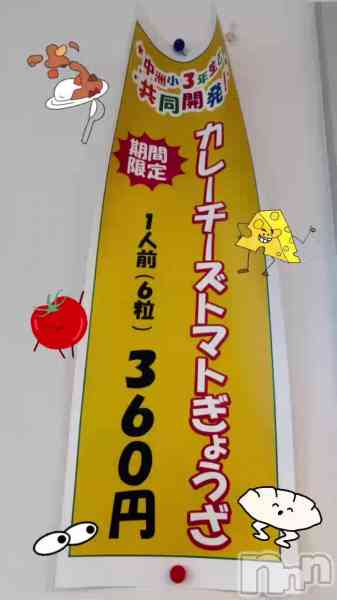 中洲小3年生
共同開発!
期間
限定
カレーチーズトマトぎょうざ
1人前(6粒)
360円